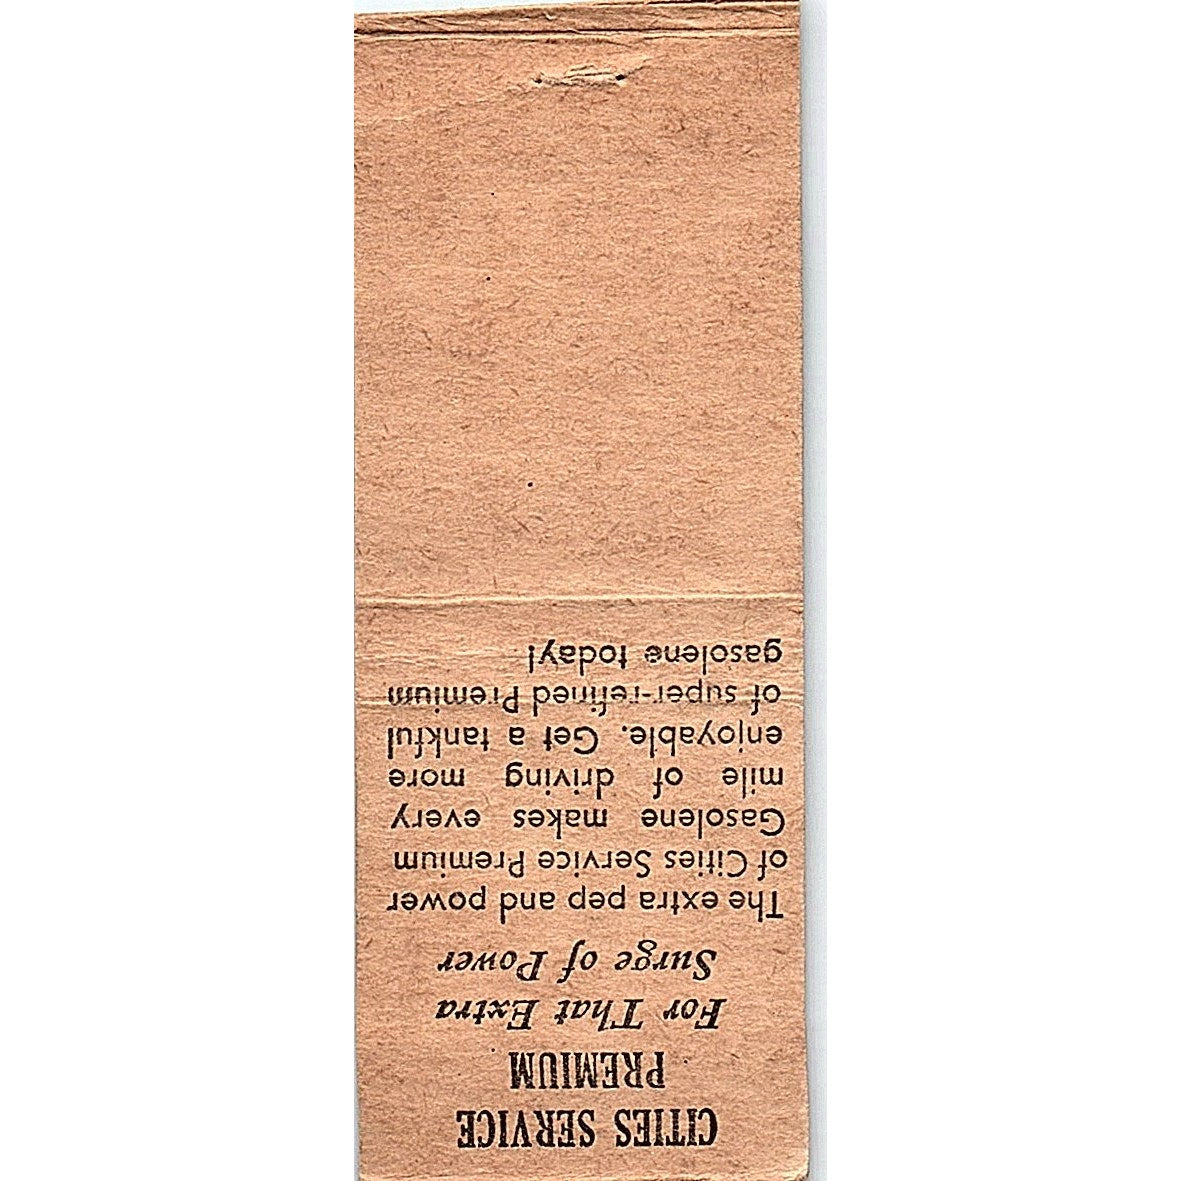 CITIES SERVICE
PREMIUM
For That Extra
Surge of Power
The extra pep and power
of Cities Service Premium
Gasolene makes every
mile of driving more
enjoyable. Get a tankful
of super-refined Premium
gasolene today!